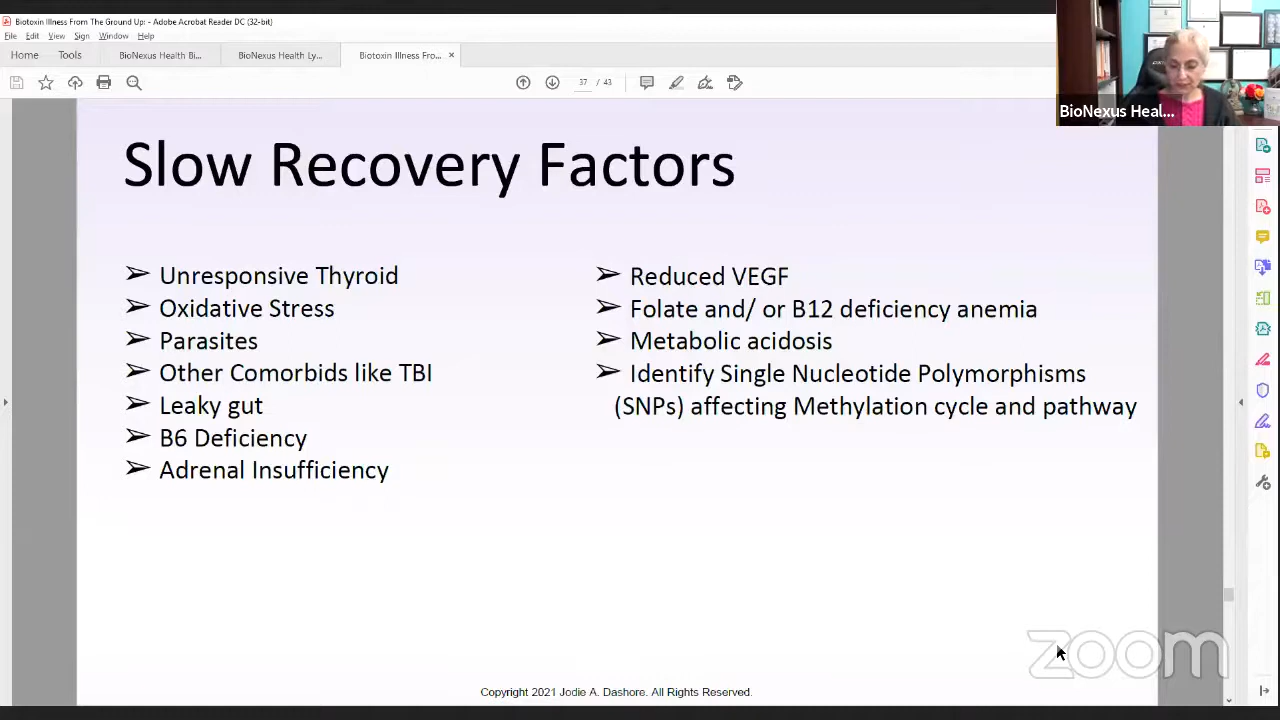 Biotoxin Illness From The Ground Up: - Adobe Acrobat Reader DC (32-bit)
File Edit View Sign Window Help
Home Tools BioNexus Health Bi... BioNexus Health Ly... Biotoxin Illness Fro... ×
37 / 43
BioNexus Heal...
Slow Recovery Factors
➢ Unresponsive Thyroid
➢ Oxidative Stress
➢ Parasites
➢ Other Comorbids like TBI
➢ Leaky gut
➢ B6 Deficiency
➢ Adrenal Insufficiency
➢ Reduced VEGF
➢ Folate and/ or B12 deficiency anemia
➢ Metabolic acidosis
➢ Identify Single Nucleotide Polymorphisms
(SNPs) affecting Methylation cycle and pathway
zoom
Copyright 2021 Jodie A. Dashore. All Rights Reserved.